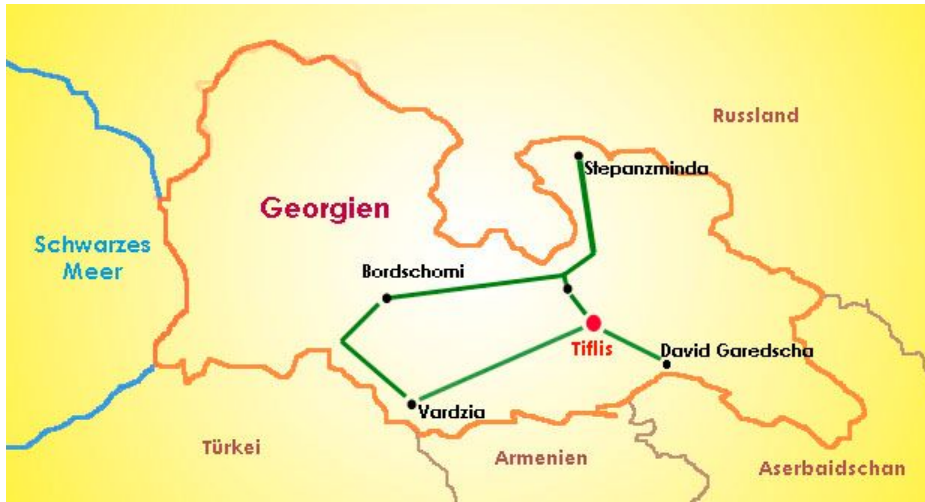 Russland
Stepanzminda
Georgien
Schwarzes
Meer
Bordschomi
Tiflis
David Garedscha
Vardzia
Türkei
Armenien
Aserbaidschan